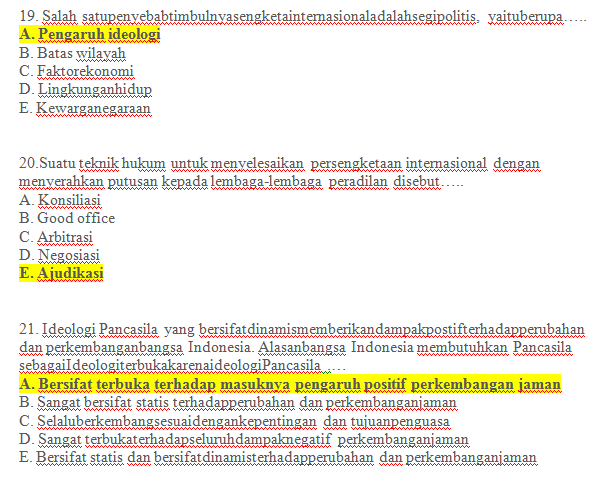 19. Salah satupenyebabtimbulnyasengketainternasionaladalahsegipolitis, yaituberupa…..
A. Pengaruh ideologi
B. Batas wilayah
C. Faktorekonomi
D. Lingkunganhidup
E. Kewarganegaraan
20.Suatu teknik hukum untuk menyelesaikan persengketaan internasional dengan
menyerahkan putusan kepada lembaga-lembaga peradilan disebut…..
A. Konsiliasi
B. Good office
C. Arbitrasi
D. Negosiasi
E. Ajudikasi
21. Ideologi Pancasila yang bersifatdinamismemberikandampakpostifterhadapperubahan
dan perkembanganbangsa Indonesia. Alasanbangsa Indonesia membutuhkan Pancasila
sebagaiIdeologiterbukakarenaideologiPancasila ….
A. Bersifat terbuka terhadap masuknya pengaruh positif perkembangan jaman
B. Sangat bersifat statis terhadapperubahan dan perkembanganjaman
C. Selaluberkembangsesuaidengankepentingan dan tujuanpenguasa
D. Sangat terbukaterhadapseluruhdampaknegatif perkembanganjaman
E. Bersifat statis dan bersifatdinamisterhadapperubahan dan perkembanganjaman